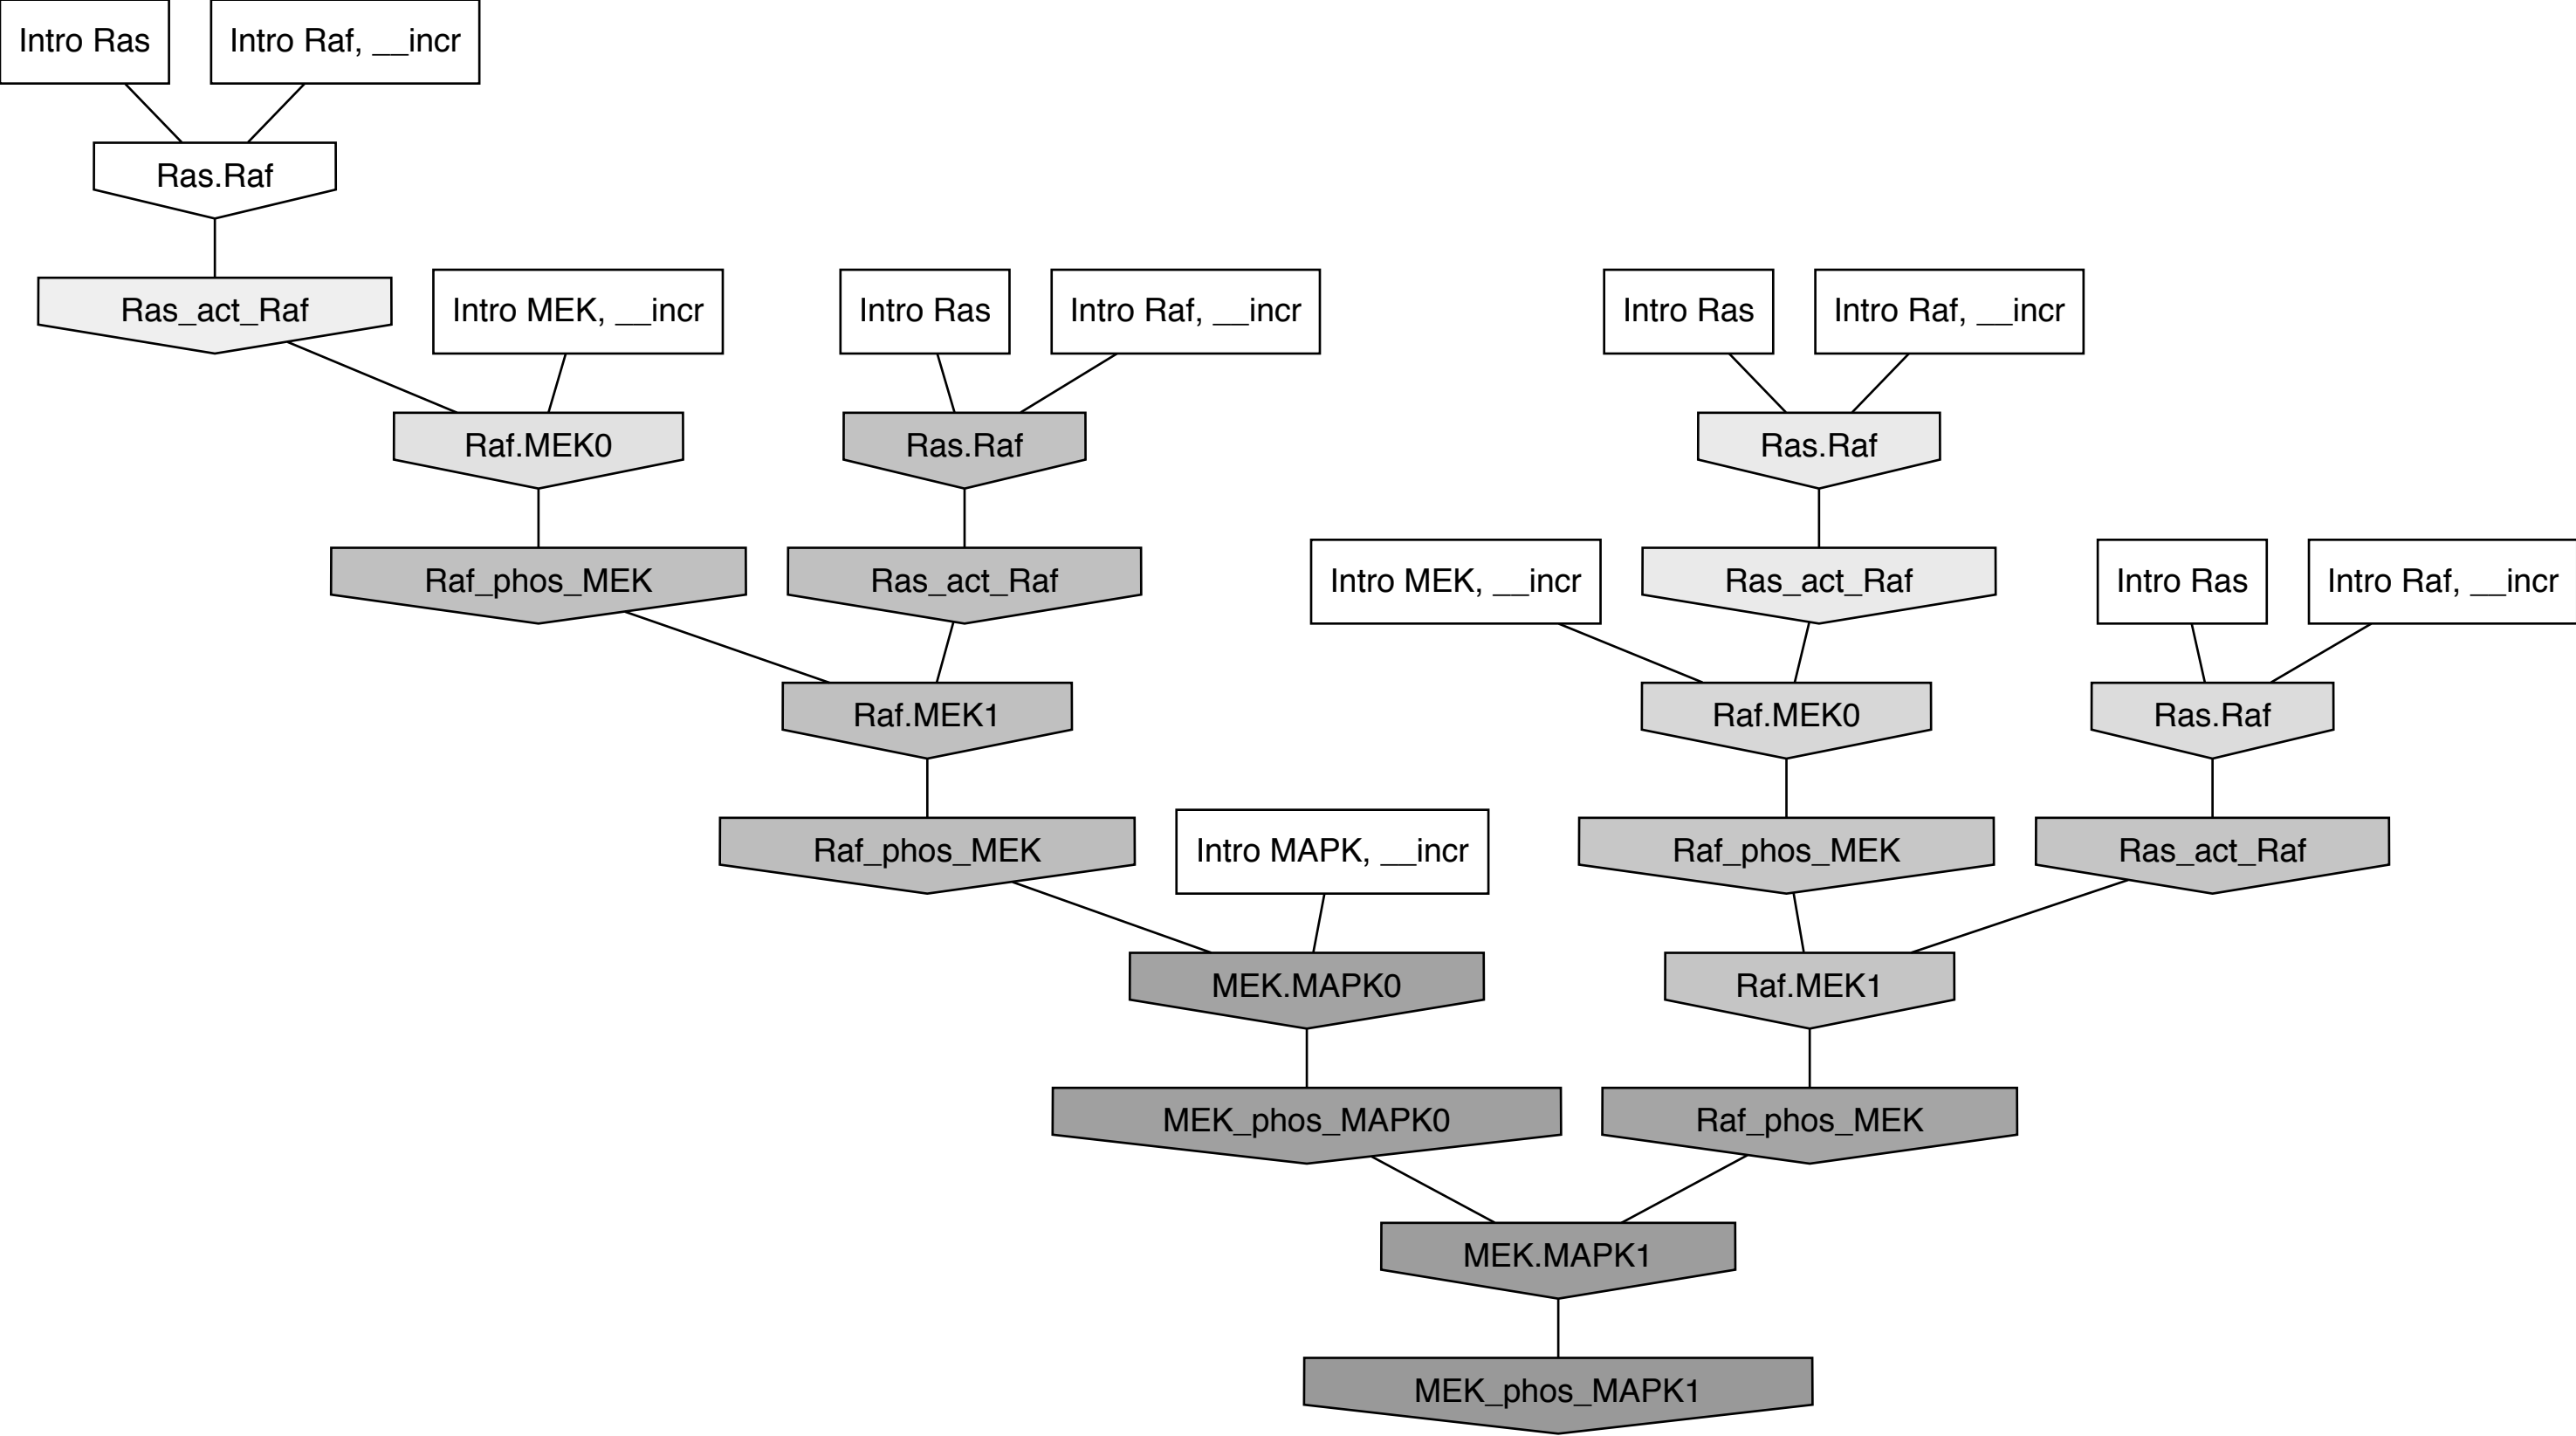 Intro Ras
Intro Raf, __incr
Ras.Raf
Ras_act_Raf
Intro MEK, __incr
Intro Ras
Intro Raf, __incr
Intro Ras
Intro Raf, __incr
Raf.MEK0
Ras.Raf
Ras.Raf
Raf_phos_MEK
Ras_act_Raf
Intro MEK, __incr
Ras_act_Raf
Intro Ras
Intro Raf, __incr
Raf.MEK1
Raf.MEK0
Ras.Raf
Raf_phos_MEK
Intro MAPK, __incr
Raf_phos_MEK
Ras_act_Raf
MEK.MAPK0
Raf.MEK1
MEK_phos_MAPK0
Raf_phos_MEK
MEK.MAPK1
MEK_phos_MAPK1